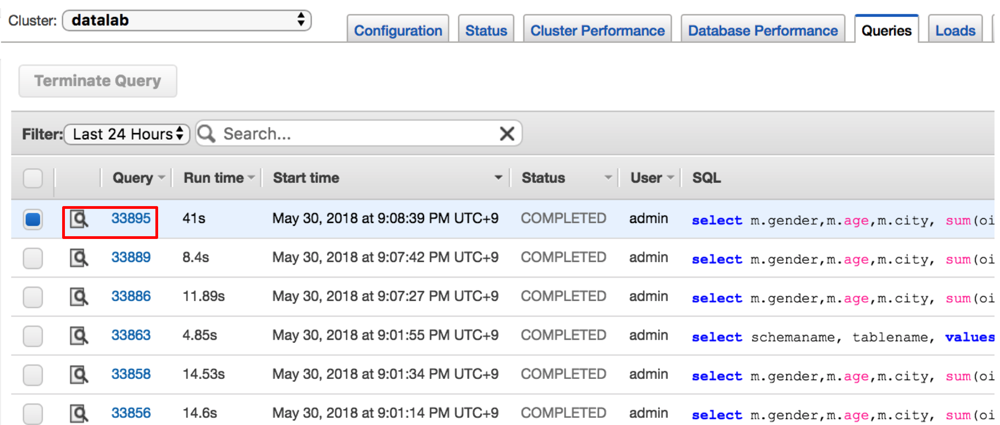 Cluster: datalab Configuration Status Cluster Performance Database Performance Queries Loads
Terminate Query
Filter: Last 24 Hours Search...
Query Run time Start time Status User SQL
33895 41s May 30, 2018 at 9:08:39 PM UTC+9 COMPLETED admin select m.gender,m.age,m.city, sum(oi
33889 8.4s May 30, 2018 at 9:07:42 PM UTC+9 COMPLETED admin select m.gender,m.age,m.city, sum(oi
33886 11.89s May 30, 2018 at 9:07:27 PM UTC+9 COMPLETED admin select m.gender,m.age,m.city, sum(oi
33863 4.85s May 30, 2018 at 9:01:55 PM UTC+9 COMPLETED admin select schemaname, tablename, values
33858 14.53s May 30, 2018 at 9:01:34 PM UTC+9 COMPLETED admin select m.gender,m.age,m.city, sum(oi
33856 14.6s May 30, 2018 at 9:01:14 PM UTC+9 COMPLETED admin select m.gender,m.age,m.city, sum(oi